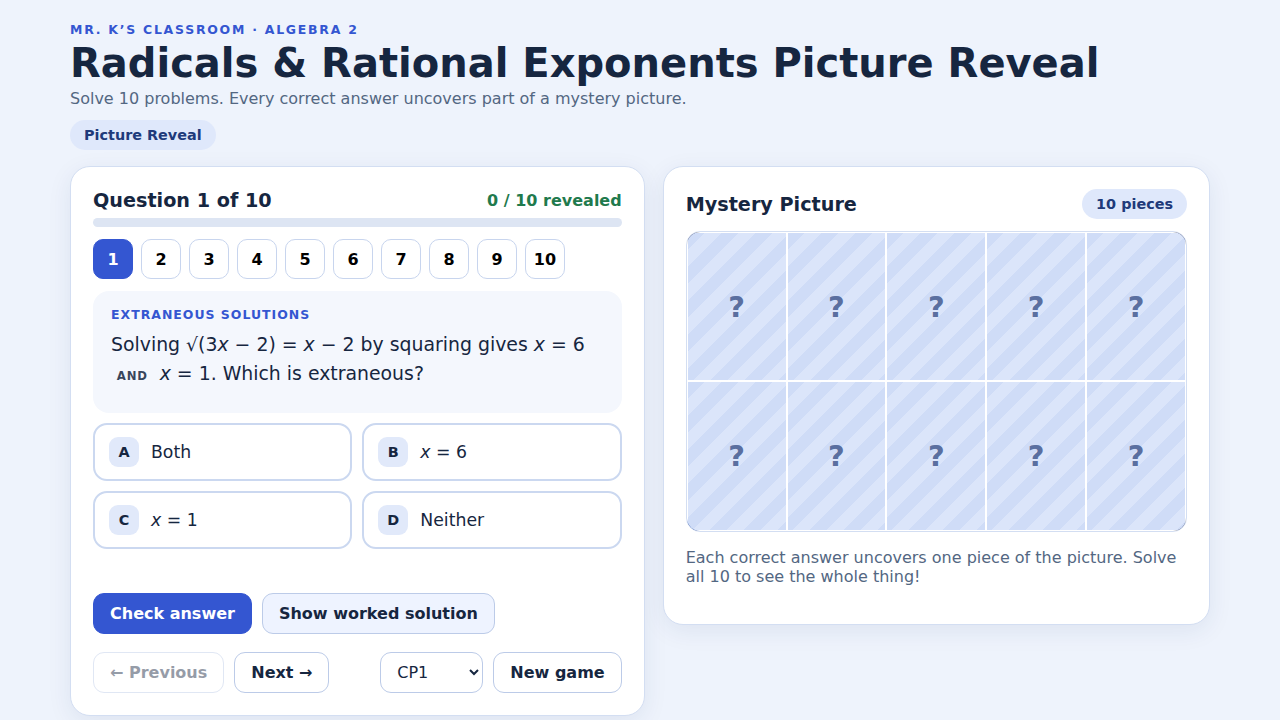 MR. K’S CLASSROOM · ALGEBRA 2
Radicals & Rational Exponents Picture Reveal
Solve 10 problems. Every correct answer uncovers part of a mystery picture.
Picture Reveal
Question 1 of 10
0 / 10 revealed
1 2 3 4 5 6 7 8 9 10
EXTRANEOUS SOLUTIONS
Solving √(3x − 2) = x − 2 by squaring gives x = 6
AND x = 1. Which is extraneous?
A Both
B x = 6
C x = 1
D Neither
Check answer
Show worked solution
← Previous
Next →
CP1
New game
Mystery Picture
10 pieces
? ? ? ? ?
? ? ? ? ?
Each correct answer uncovers one piece of the picture. Solve
all 10 to see the whole thing!